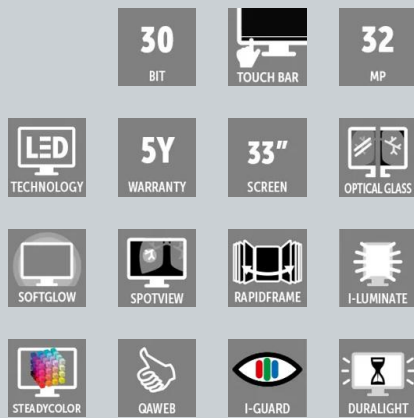 30
BIT
TOUCH BAR
32
MP
LED
TECHNOLOGY
5Y
WARRANTY
33”
SCREEN
OPTICAL GLASS
SOFTGLOW
SPOTVIEW
RAPIDFRAME
I-LUMINATE
STEADYCOLOR
QAWEB
I-GUARD
DURALIGHT